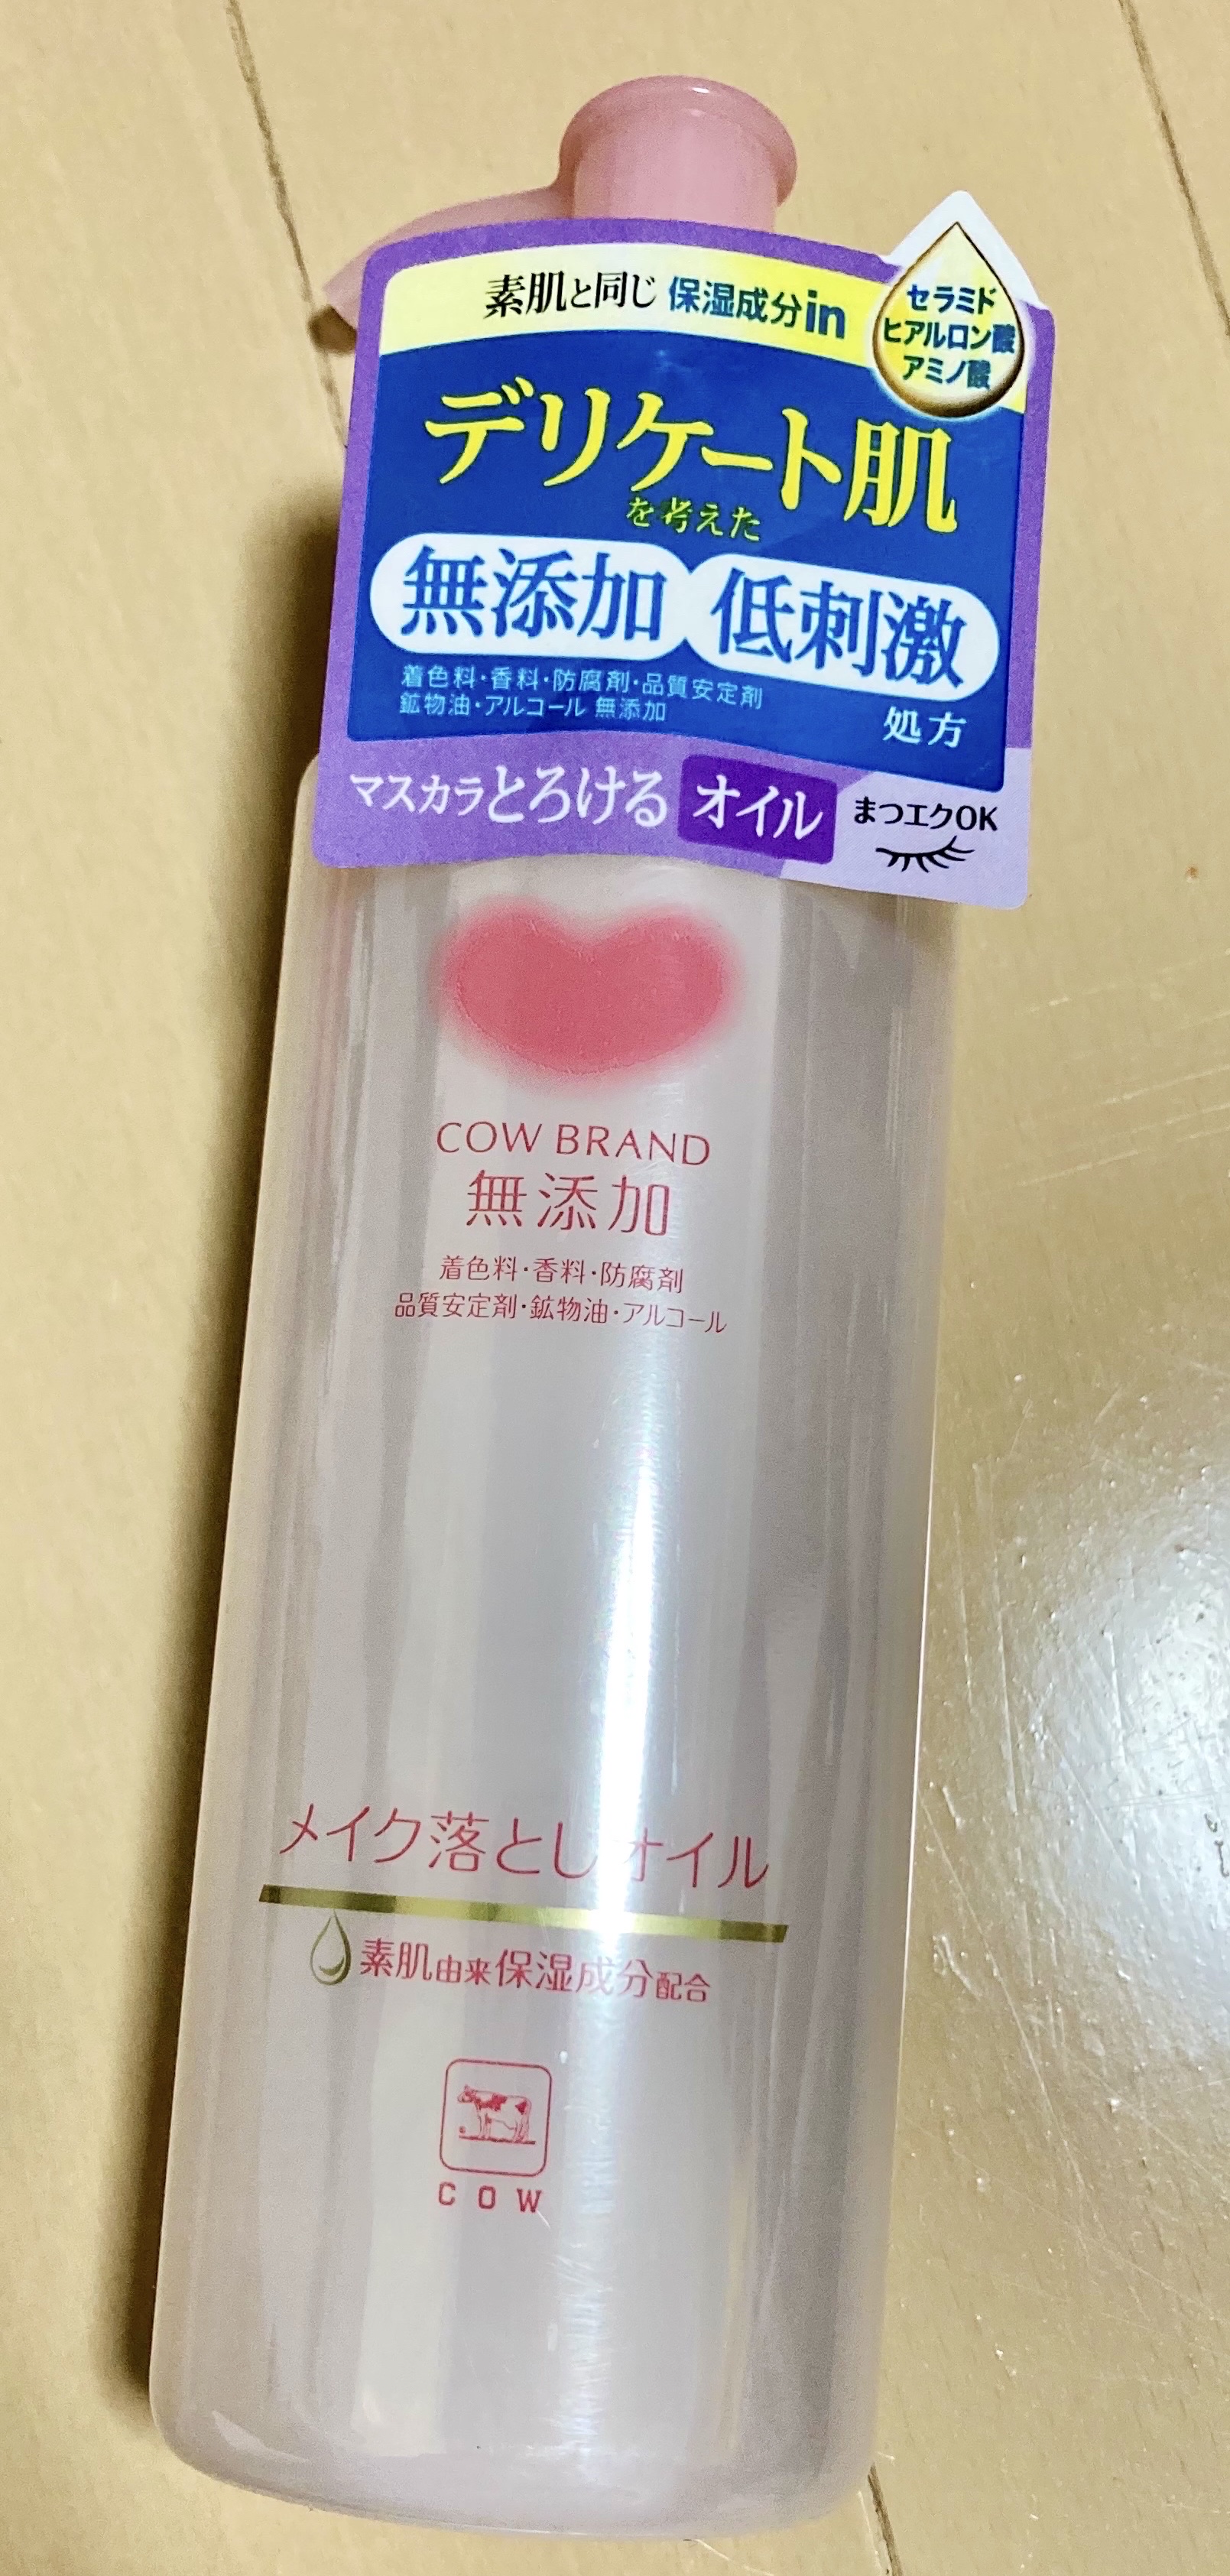 素肌と同じ 保湿成分in
セラミド
ヒアルロン酸
アミノ酸
デリケート肌
を考えた
無添加 低刺激
着色料・香料・防腐剤・品質安定剤
鉱物油・アルコール 無添加
処方
マスカラとろける オイル
まつエクOK
COW BRAND
無添加
着色料・香料・防腐剤
品質安定剤・鉱物油・アルコール
メイク落としオイル
素肌由来保湿成分配合
COW